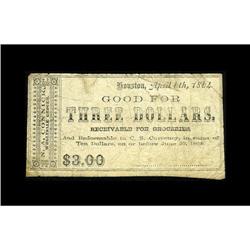 Houston, April 4th, 1862
GOOD FOR
THREE DOLLARS,
RECEIVABLE FOR GROCERIES
And Redeemable in C. S. Currency, in sums of
Ten Dollars, on or before June 20, 1862.
$3.00